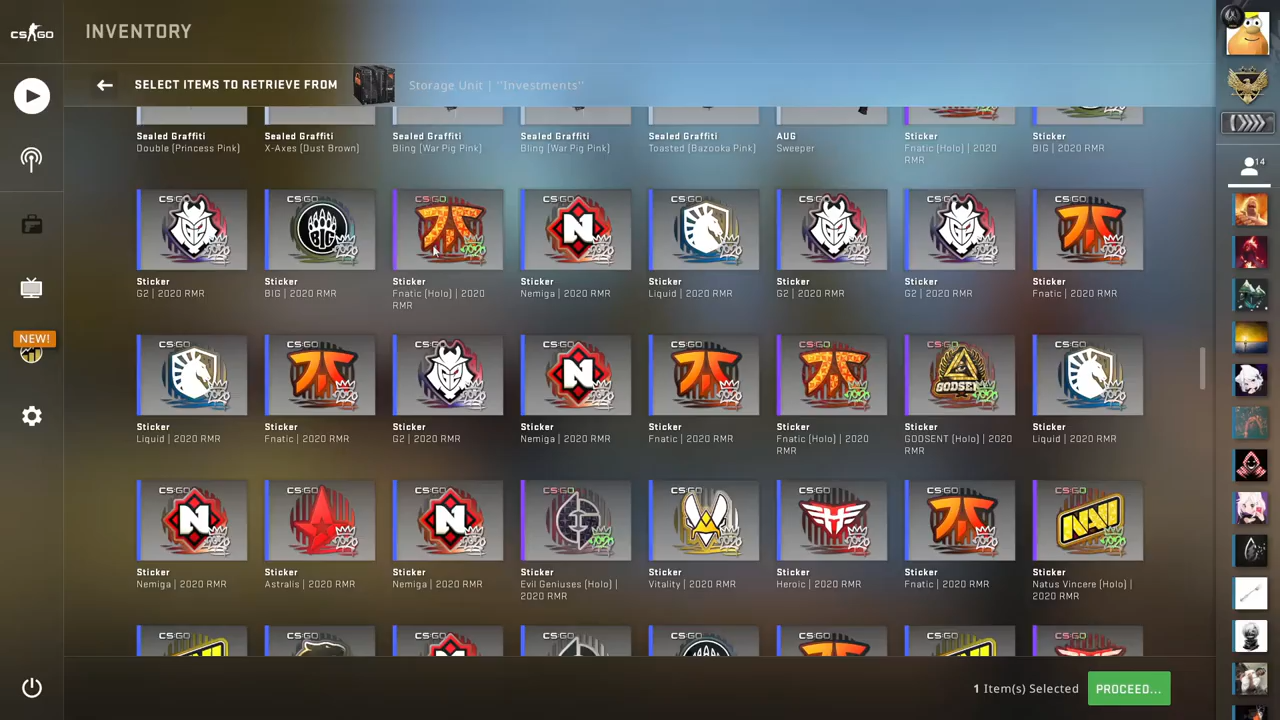 CS GO
INVENTORY
SELECT ITEMS TO RETRIEVE FROM
Storage Unit | "Investments"
Sealed Graffiti
Double (Princess Pink)
Sealed Graffiti
X-Axes (Dust Brown)
Sealed Graffiti
Bling (War Pig Pink)
Sealed Graffiti
Bling (War Pig Pink)
Sealed Graffiti
Toasted (Bazooka Pink)
AUG
Sweeper
Sticker
Fnatic (Holo) | 2020
RMR
Sticker
BIG | 2020 RMR
Sticker
G2 | 2020 RMR
Sticker
BIG | 2020 RMR
Sticker
Fnatic (Holo) | 2020
RMR
Sticker
Nemiga | 2020 RMR
Sticker
Liquid | 2020 RMR
Sticker
G2 | 2020 RMR
Sticker
G2 | 2020 RMR
Sticker
Fnatic | 2020 RMR
Sticker
Liquid | 2020 RMR
Sticker
Fnatic | 2020 RMR
Sticker
G2 | 2020 RMR
Sticker
Nemiga | 2020 RMR
Sticker
Fnatic | 2020 RMR
Sticker
Fnatic (Holo) | 2020
RMR
Sticker
GODSENT (Holo) | 2020
RMR
Sticker
Liquid | 2020 RMR
Sticker
Nemiga | 2020 RMR
Sticker
Astralis | 2020 RMR
Sticker
Nemiga | 2020 RMR
Sticker
Evil Geniuses (Holo) |
2020 RMR
Sticker
Vitality | 2020 RMR
Sticker
Heroic | 2020 RMR
Sticker
Fnatic | 2020 RMR
Sticker
Natus Vincere (Holo) |
2020 RMR
NEW!
14
1 Item(s) Selected
PROCEED...